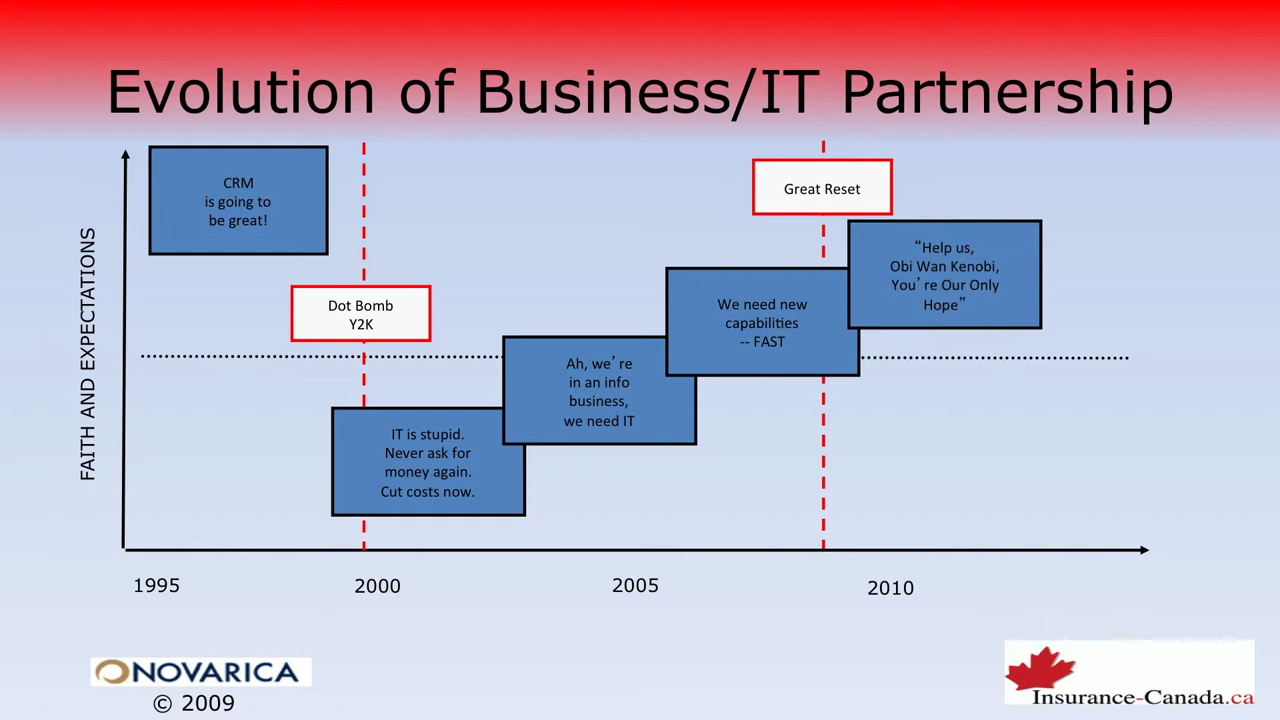 Evolution of Business/IT Partnership
CRM
is going to
be great!
Great Reset
“Help us,
Obi Wan Kenobi,
You’re Our Only
Hope”
Dot Bomb
Y2K
We need new
capabilities
-- FAST
FAITH AND EXPECTATIONS
Ah, we’re
in an info
business,
we need IT
IT is stupid.
Never ask for
money again.
Cut costs now.
1995
2000
2005
2010
NOVARICA
© 2009
Insurance-Canada.ca